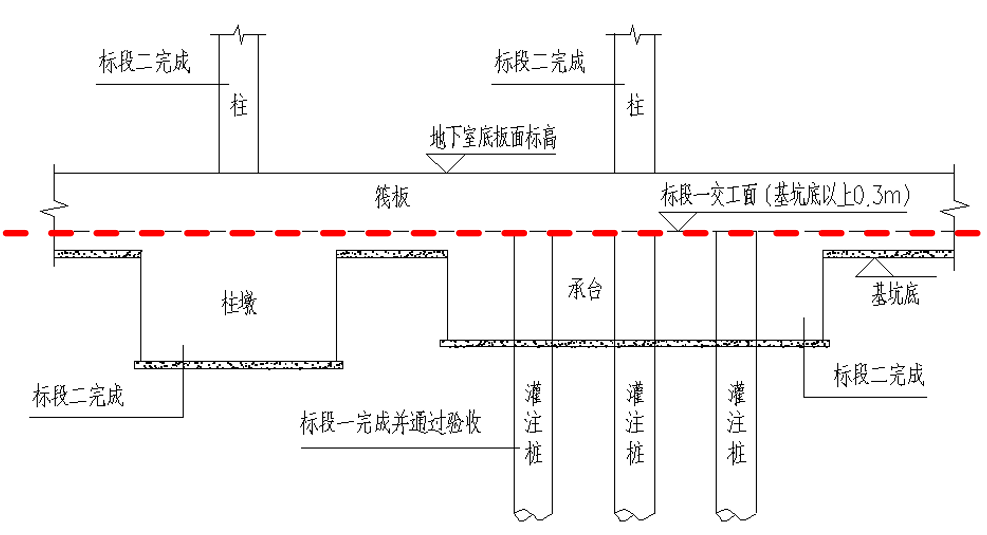 标段二完成
标段二完成
柱
柱
地下室底板面标高
筏板
标段一交工面(基坑底以上0.3m)
承台
基坑底
柱墩
标段二完成
标段二完成
标段一完成并通过验收
灌注桩
灌注桩
灌注桩